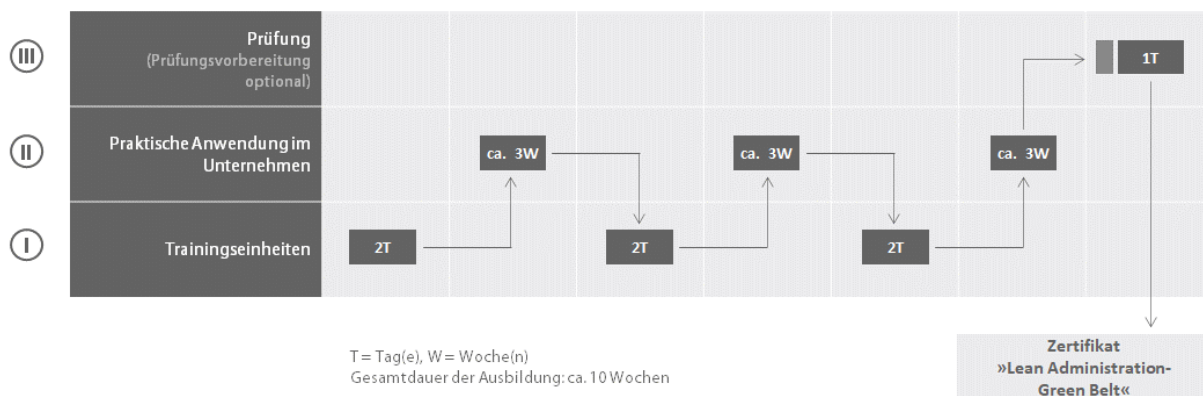 III
Prüfung
(Prüfungsvorbereitung
optional)
1T
II
Praktische Anwendung im
Unternehmen
ca. 3W
ca. 3W
ca. 3W
I
Trainingseinheiten
2T
2T
2T
T = Tag(e), W = Woche(n)
Gesamtdauer der Ausbildung: ca. 10 Wochen
Zertifikat
»Lean Administration-
Green Belt«